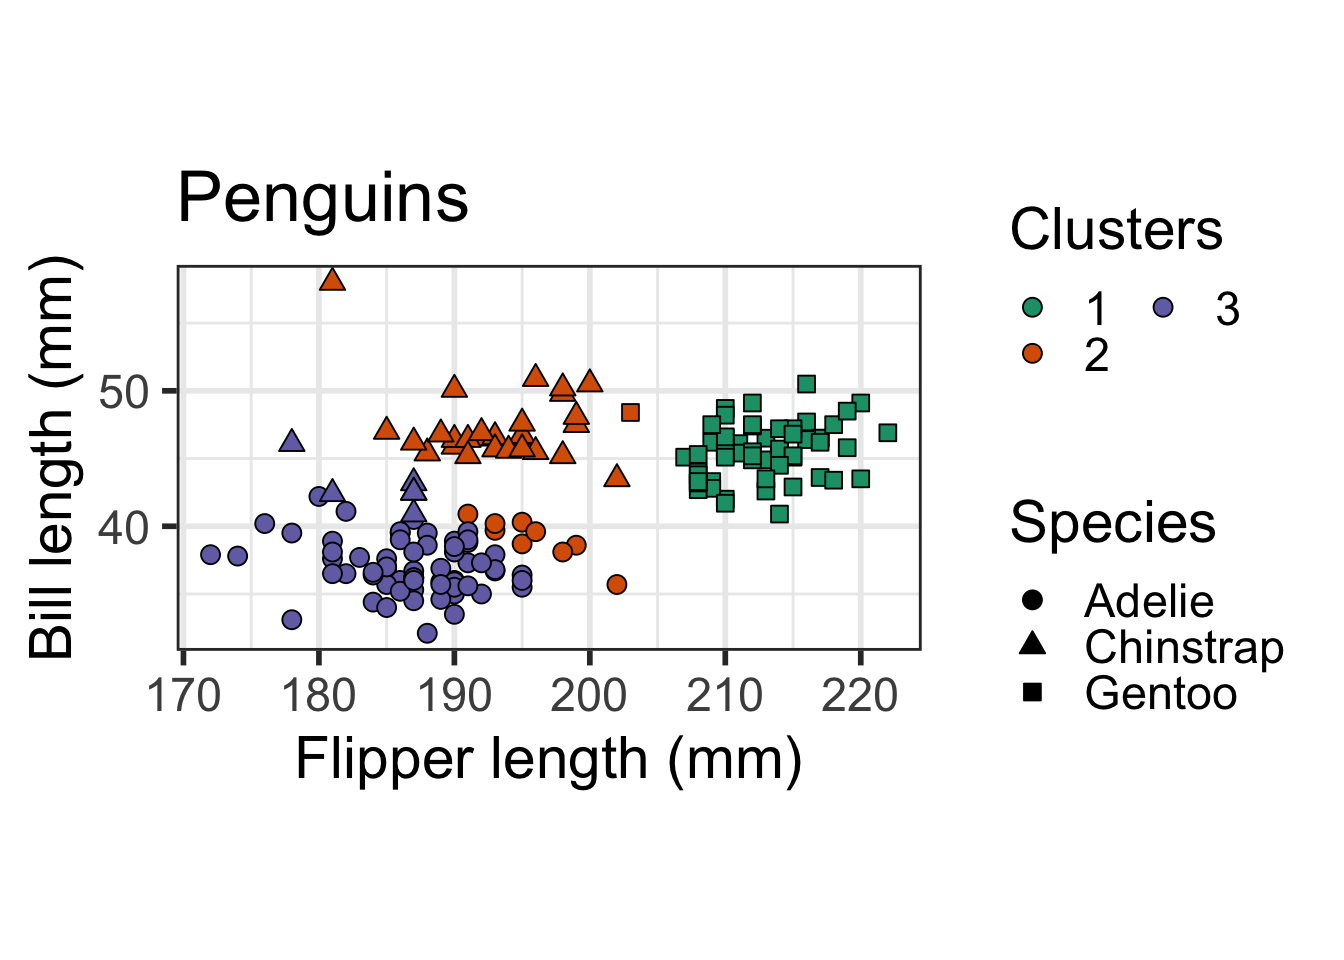 Penguins
Bill length (mm)
50
40
170 180 190 200 210 220
Flipper length (mm)
Clusters
1 3
2
Species
Adelie
Chinstrap
Gentoo